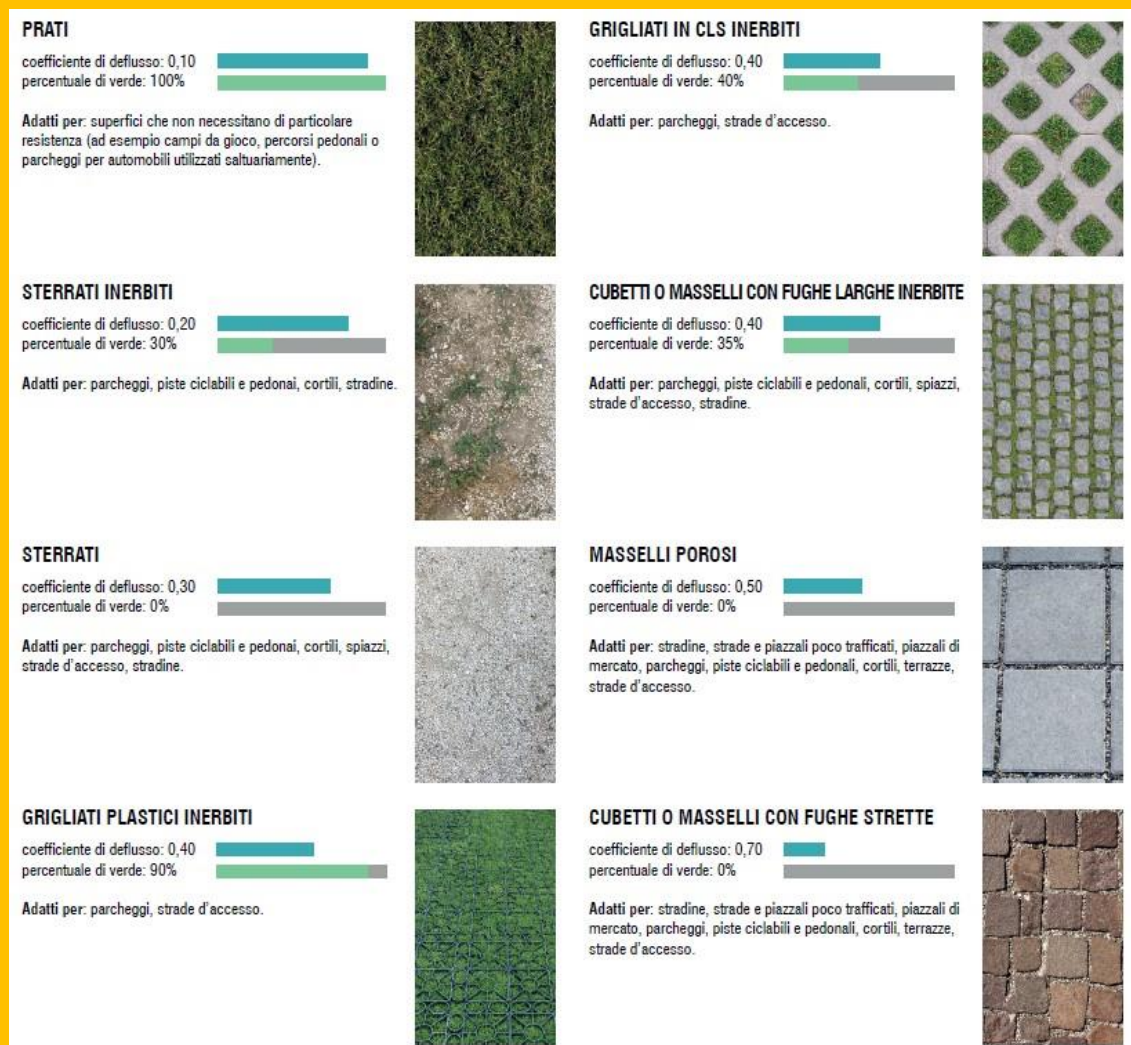 PRATI
coefficiente di deflusso: 0,10
percentuale di verde: 100%
Adatti per: superfici che non necessitano di particolare
resistenza (ad esempio campi da gioco, percorsi pedonali o
parcheggi per automobili utilizzati saltuariamente).
STERRATI INERBITI
coefficiente di deflusso: 0,20
percentuale di verde: 30%
Adatti per: parcheggi, piste ciclabili e pedonai, cortili, stradine.
STERRATI
coefficiente di deflusso: 0,30
percentuale di verde: 0%
Adatti per: parcheggi, piste ciclabili e pedonai, cortili, spiazzi,
strade d'accesso, stradine.
GRIGLIATI PLASTICI INERBITI
coefficiente di deflusso: 0,40
percentuale di verde: 90%
Adatti per: parcheggi, strade d'accesso.
GRIGLIATI IN CLS INERBITI
coefficiente di deflusso: 0,40
percentuale di verde: 40%
Adatti per: parcheggi, strade d'accesso.
CUBETTI O MASSELLI CON FUGHE LARGHE INERBITE
coefficiente di deflusso: 0,40
percentuale di verde: 35%
Adatti per: parcheggi, piste ciclabili e pedonali, cortili, spiazzi,
strade d'accesso, stradine.
MASSELLI POROSI
coefficiente di deflusso: 0,50
percentuale di verde: 0%
Adatti per: stradine, strade e piazzali poco trafficati, piazzali di
mercato, parcheggi, piste ciclabili e pedonali, cortili, terrazze,
strade d'accesso.
CUBETTI O MASSELLI CON FUGHE STRETTE
coefficiente di deflusso: 0,70
percentuale di verde: 0%
Adatti per: stradine, strade e piazzali poco trafficati, piazzali di
mercato, parcheggi, piste ciclabili e pedonali, cortili, terrazze,
strade d'accesso.